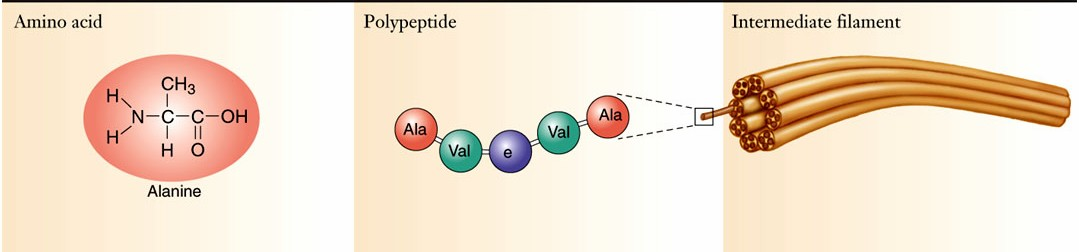 Amino acid
CH3
H
N–C–C–OH
H
H O
Alanine
Polypeptide
Ala
Val
e
Val
Ala
Intermediate filament